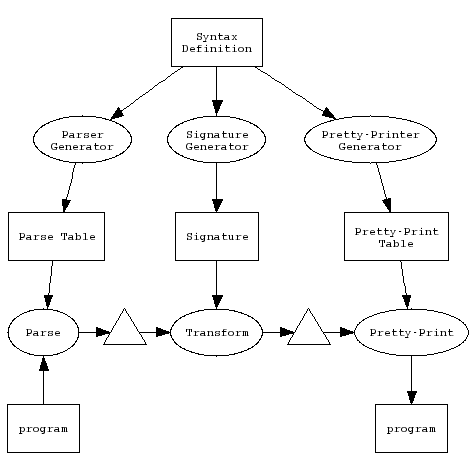 Syntax
Definition
Parser
Generator
Signature
Generator
Pretty-Printer
Generator
Parse Table
Signature
Pretty-Print
Table
Parse
Transform
Pretty-Print
program
program